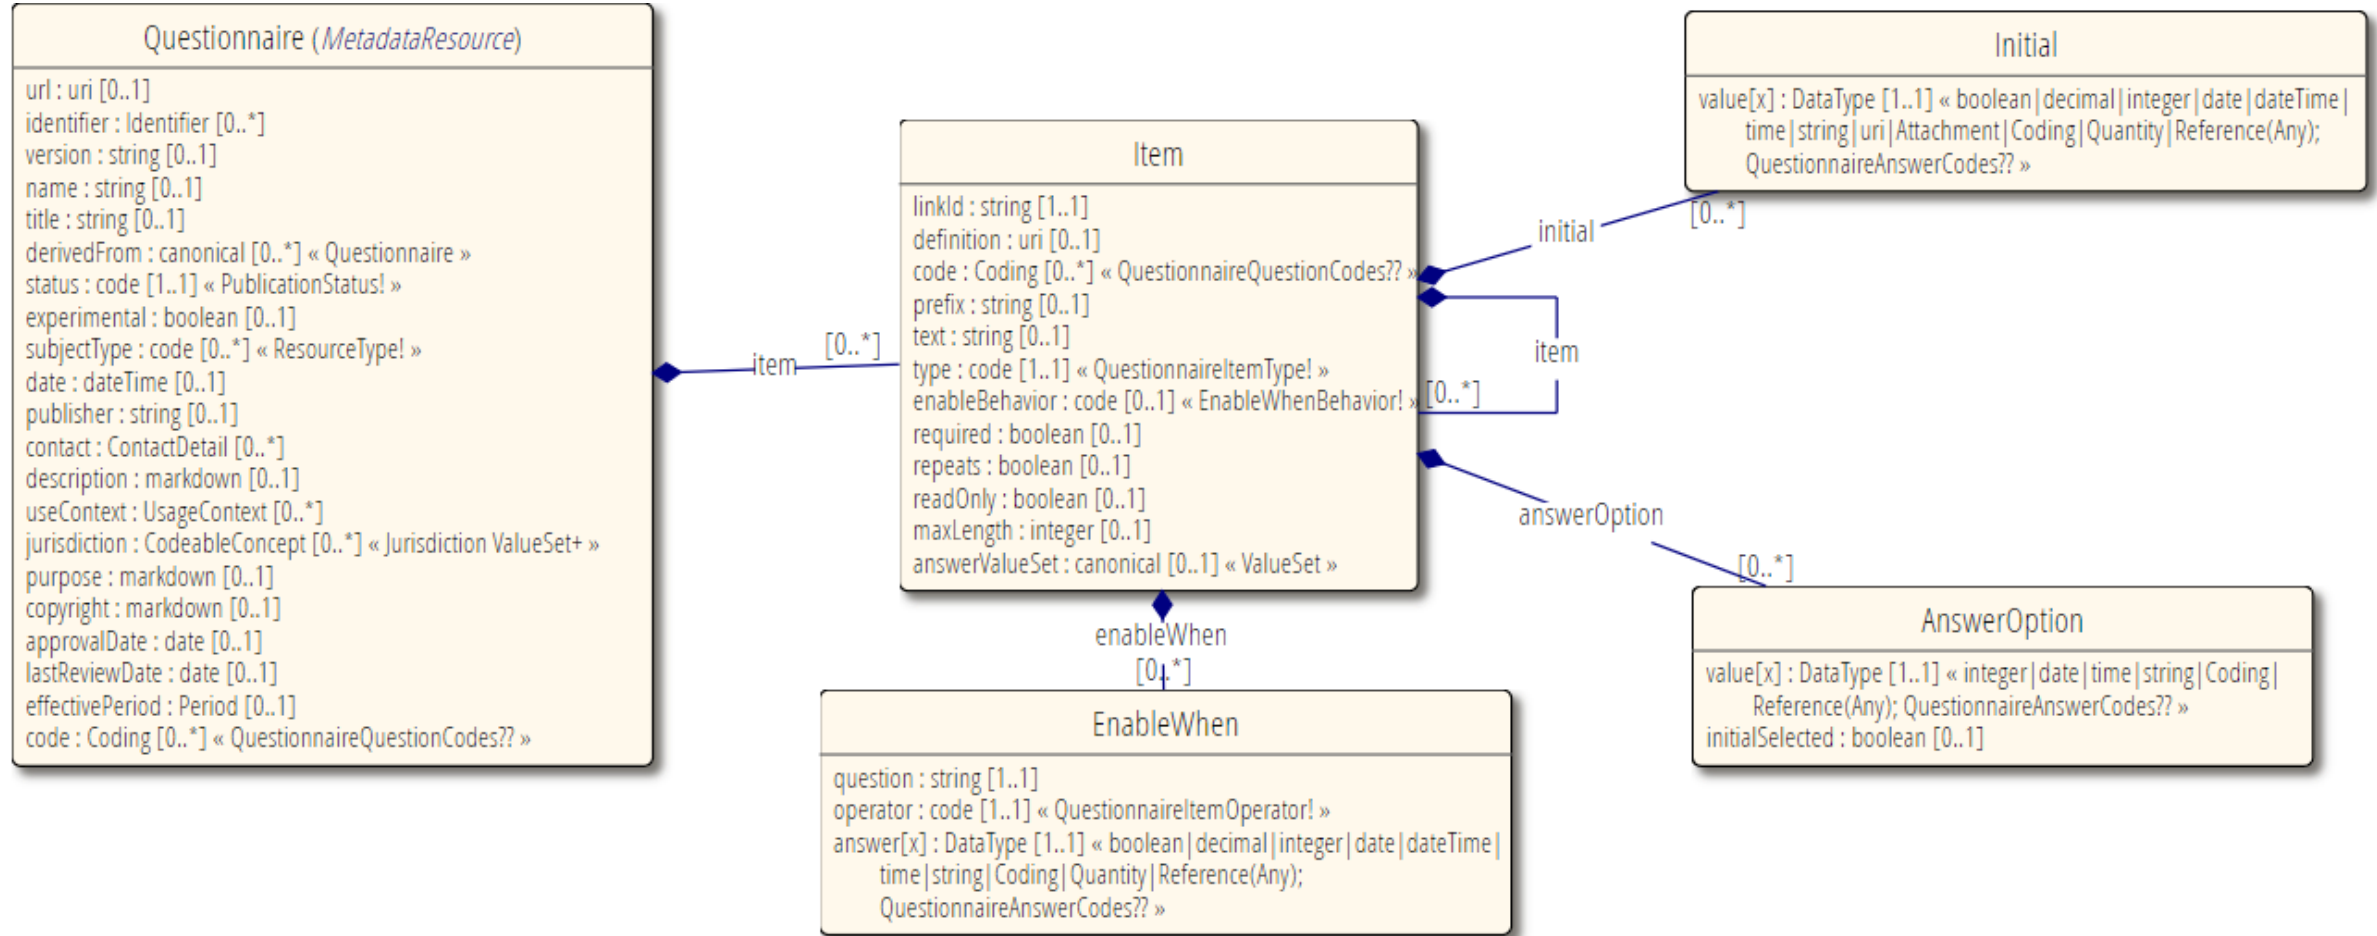 Questionnaire (MetadataResource)
url : uri [0..1]
identifier : Identifier [0..*]
version : string [0..1]
name : string [0..1]
title : string [0..1]
derivedFrom : canonical [0..*] « Questionnaire »
status : code [1..1] « PublicationStatus! »
experimental : boolean [0..1]
subjectType : code [0..*] « ResourceType! »
date : dateTime [0..1]
publisher : string [0..1]
contact : ContactDetail [0..*]
description : markdown [0..1]
useContext : UsageContext [0..*]
jurisdiction : CodeableConcept [0..*] « Jurisdiction ValueSet+ »
purpose : markdown [0..1]
copyright : markdown [0..1]
approvalDate : date [0..1]
lastReviewDate : date [0..1]
effectivePeriod : Period [0..1]
code : Coding [0..*] « QuestionnaireQuestionCodes?? »
item
[0..*]
Item
linkId : string [1..1]
definition : uri [0..1]
code : Coding [0..*] « QuestionnaireQuestionCodes?? »
prefix : string [0..1]
text : string [0..1]
type : code [1..1] « QuestionnaireItemType! »
enableBehavior : code [0..1] « EnableWhenBehavior! »
required : boolean [0..1]
repeats : boolean [0..1]
readOnly : boolean [0..1]
maxLength : integer [0..1]
answerValueSet : canonical [0..1] « ValueSet »
initial
[0..*]
item
[0..*]
answerOption
[0..*]
enableWhen
[0..*]
Initial
value[x] : DataType [1..1] « boolean|decimal|integer|date|dateTime|
time|string|uri|Attachment|Coding|Quantity|Reference(Any);
QuestionnaireAnswerCodes?? »
AnswerOption
value[x] : DataType [1..1] « integer|date|time|string|Coding|
Reference(Any); QuestionnaireAnswerCodes?? »
initialSelected : boolean [0..1]
EnableWhen
question : string [1..1]
operator : code [1..1] « QuestionnaireItemOperator! »
answer[x] : DataType [1..1] « boolean|decimal|integer|date|dateTime|
time|string|Coding|Quantity|Reference(Any);
QuestionnaireAnswerCodes?? »